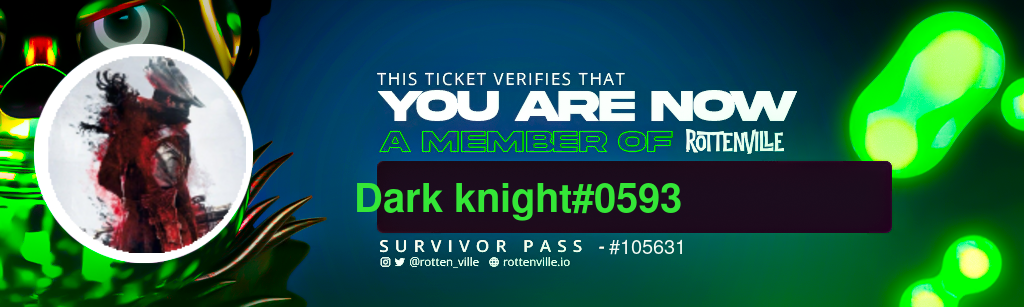 THIS TICKET VERIFIES THAT
YOU ARE NOW
A MEMBER OF ROTTENVILLE
Dark knight#0593
SURVIVOR PASS - #105631
@rotten_ville rottenville.io